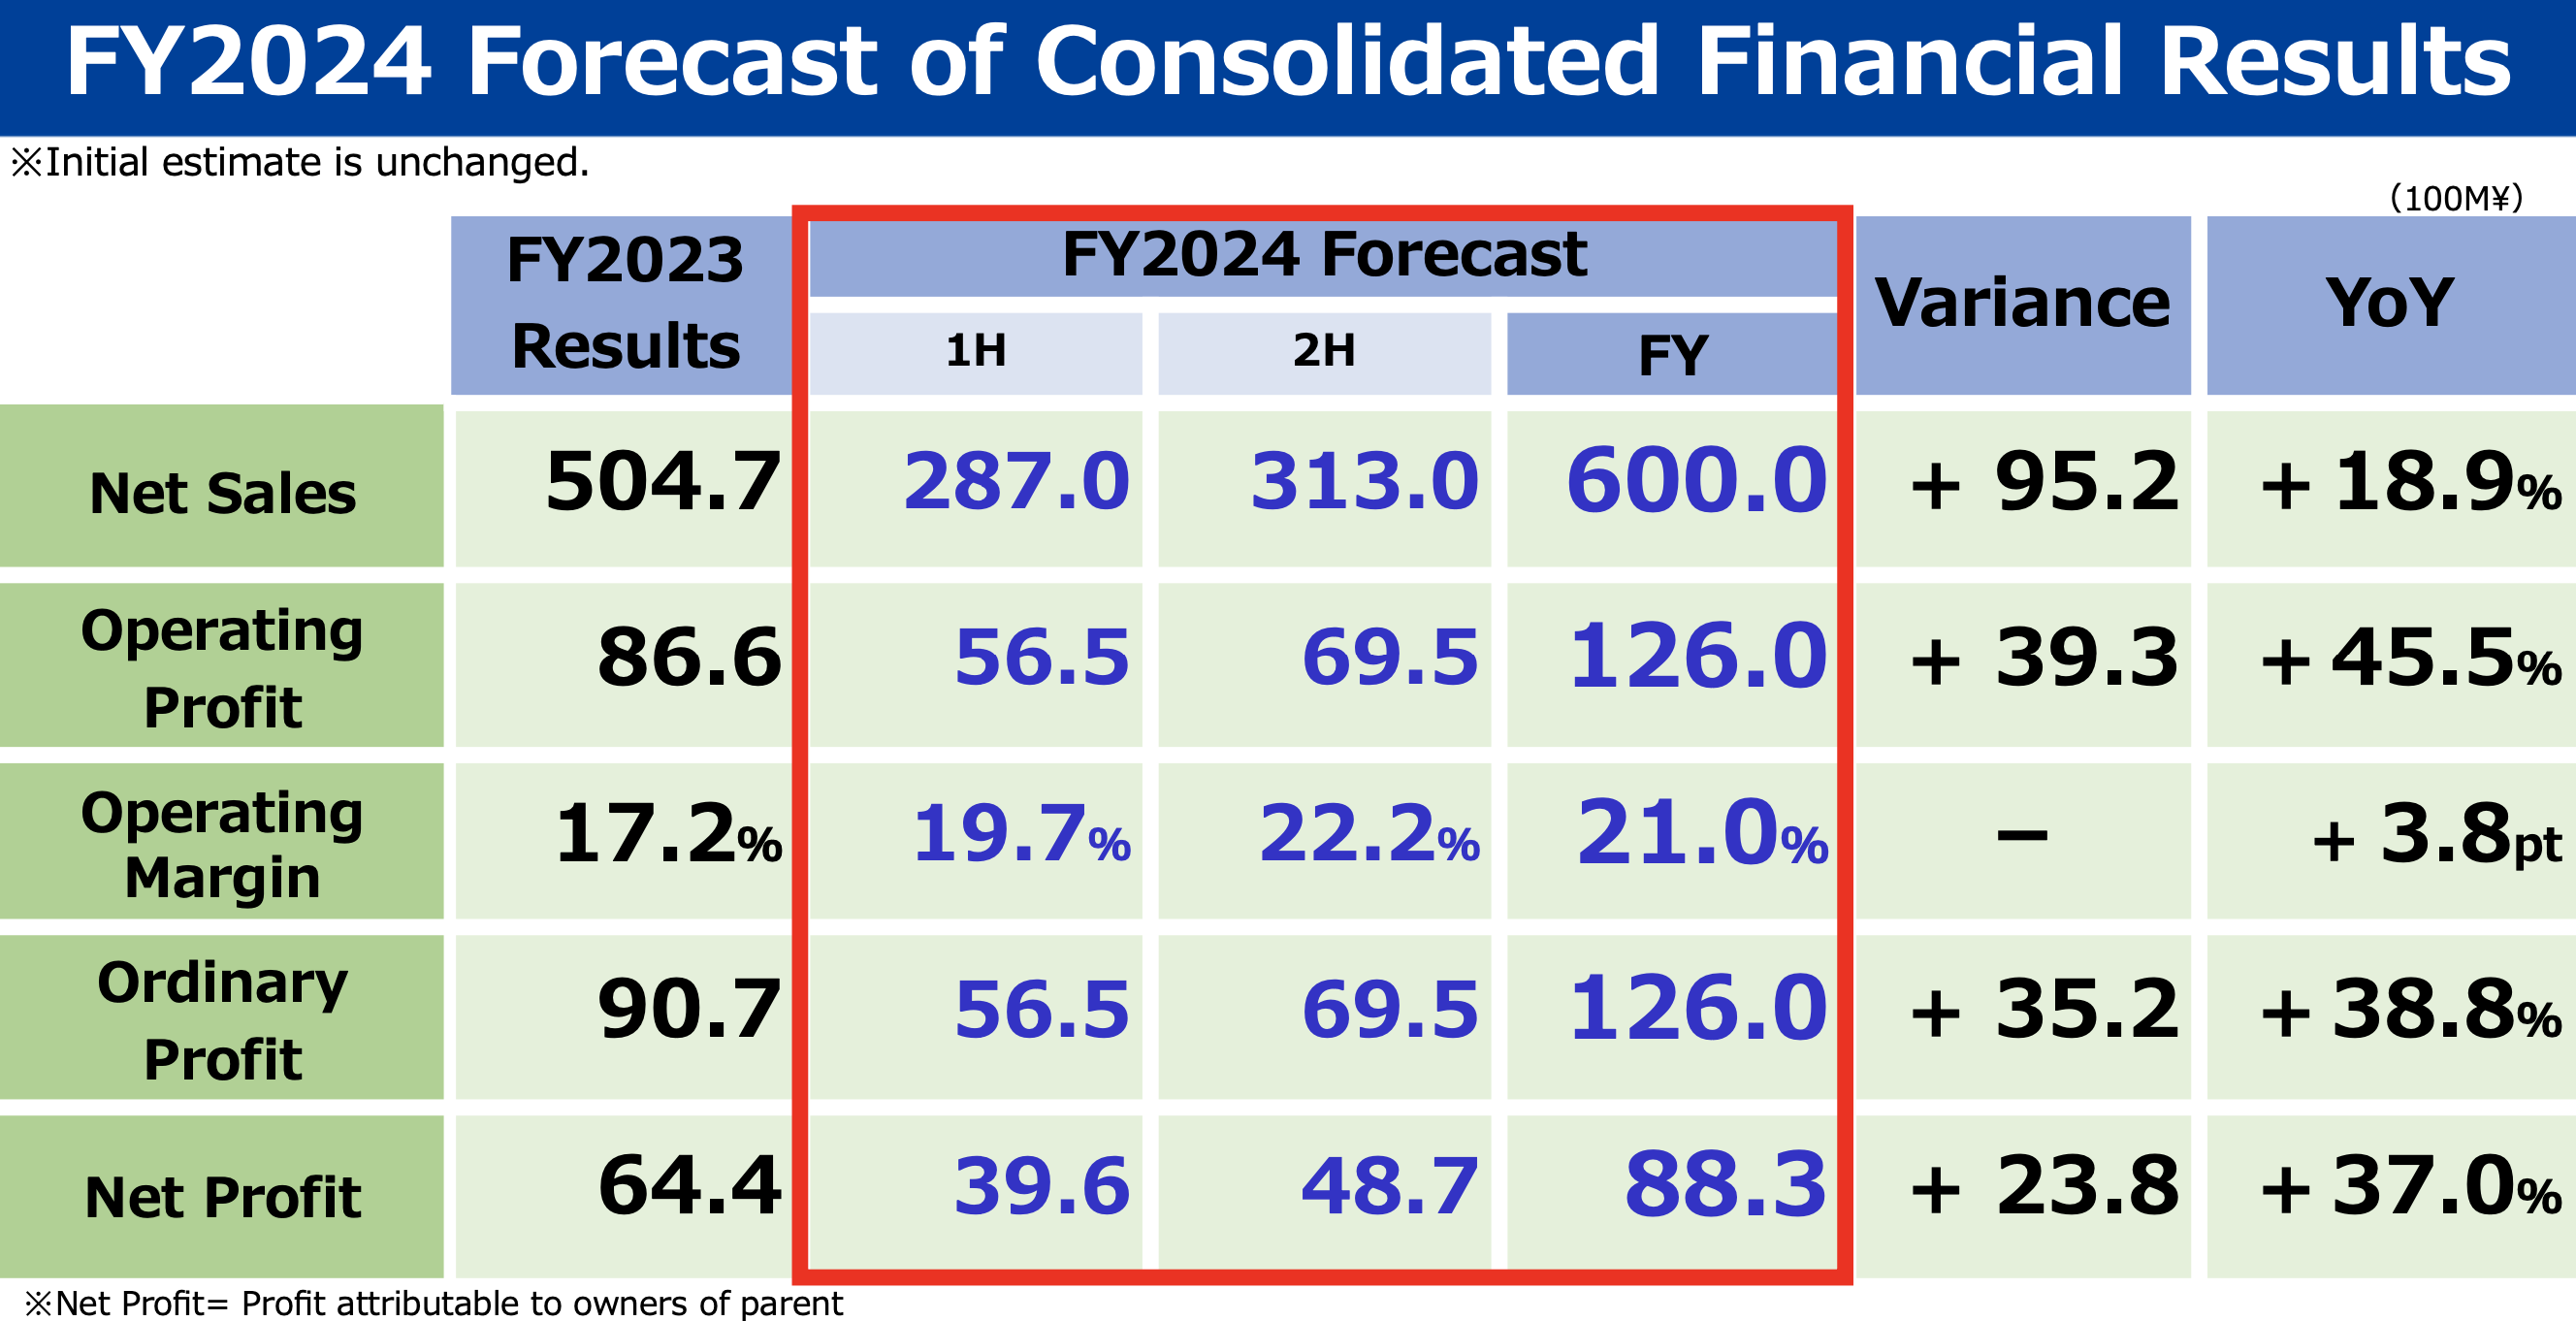 FY2024 Forecast of Consolidated Financial Results
※Initial estimate is unchanged.
(100M¥)
FY2023
Results
FY2024 Forecast
1H
2H
FY
Variance
YoY
Net Sales
504.7
287.0
313.0
600.0
+ 95.2
+ 18.9%
Operating
Profit
86.6
56.5
69.5
126.0
+ 39.3
+ 45.5%
Operating
Margin
17.2%
19.7%
22.2%
21.0%
−
+ 3.8pt
Ordinary
Profit
90.7
56.5
69.5
126.0
+ 35.2
+ 38.8%
Net Profit
64.4
39.6
48.7
88.3
+ 23.8
+ 37.0%
※Net Profit= Profit attributable to owners of parent